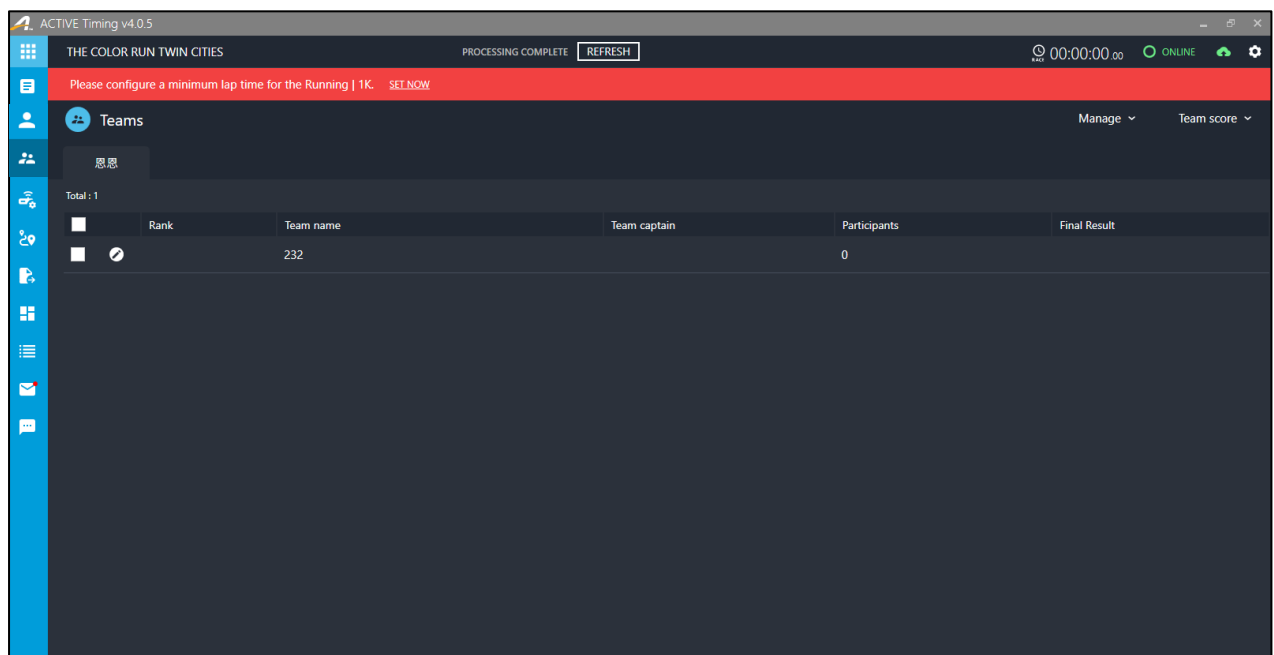 ACTIVE Timing v4.0.5
THE COLOR RUN TWIN CITIES PROCESSING COMPLETE REFRESH 00:00:00.00 ONLINE
Please configure a minimum lap time for the Running | 1K. SET NOW
Teams Manage Team score
恩恩
Total : 1
Rank Team name Team captain Participants Final Result
232 0